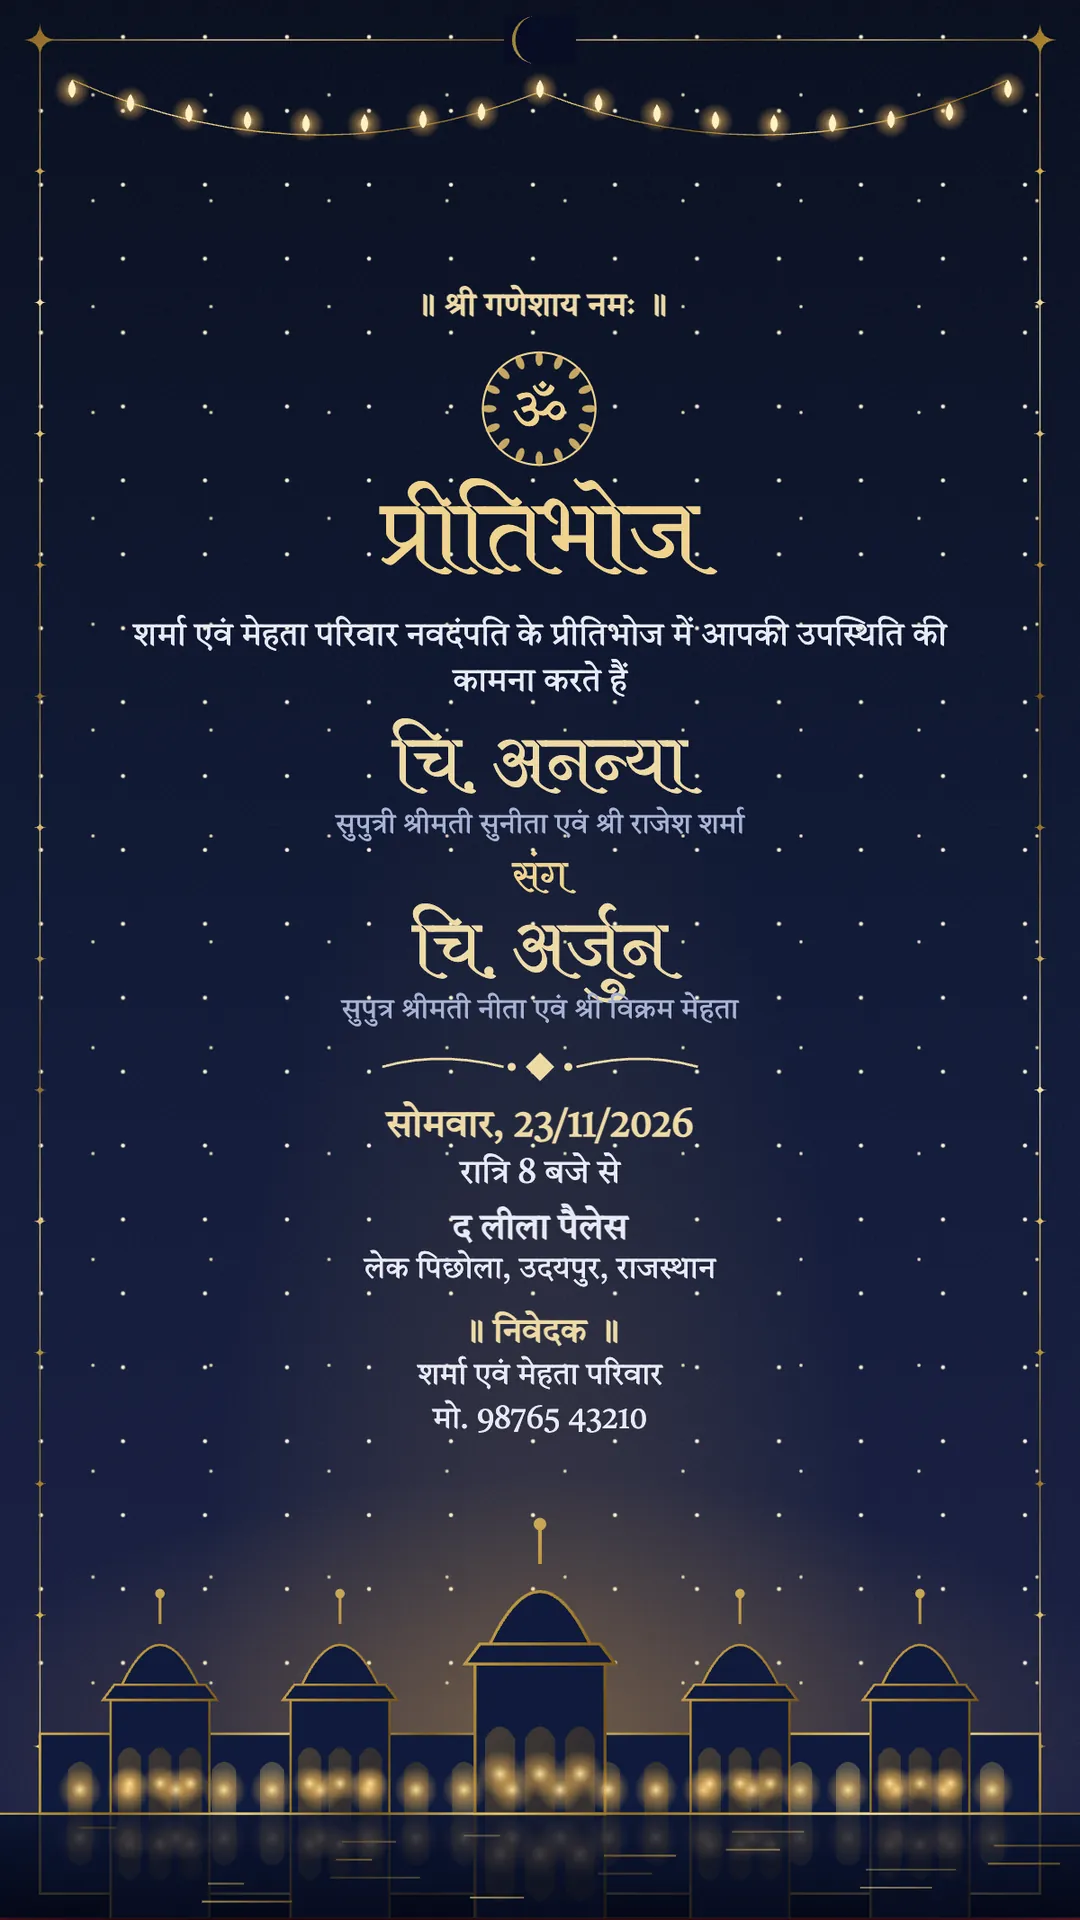 ॥ श्री गणेशाय नमः ॥
ॐ
प्रीतिभोज
शर्मा एवं मेहता परिवार नवदंपति के प्रीतिभोज में आपकी उपस्थिति की
कामना करते हैं
चि. अनन्या
सुपुत्री श्रीमती सुनीता एवं श्री राजेश शर्मा
संग
चि. अर्जुन
सुपुत्र श्रीमती नीता एवं श्री विक्रम मेहता
सोमवार, 23/11/2026
रात्रि 8 बजे से
द लीला पैलेस
लेक पिछोला, उदयपुर, राजस्थान
॥ निवेदक ॥
शर्मा एवं मेहता परिवार
मो. 98765 43210